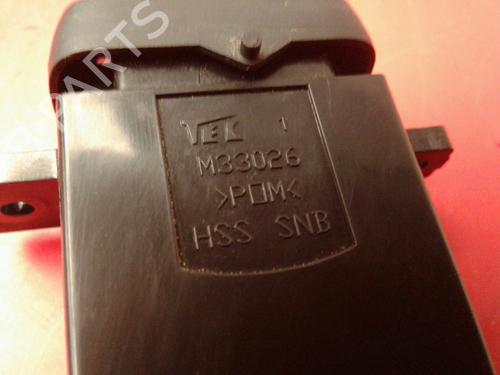 TEK 1
M33026
>POM<
HSS SNB